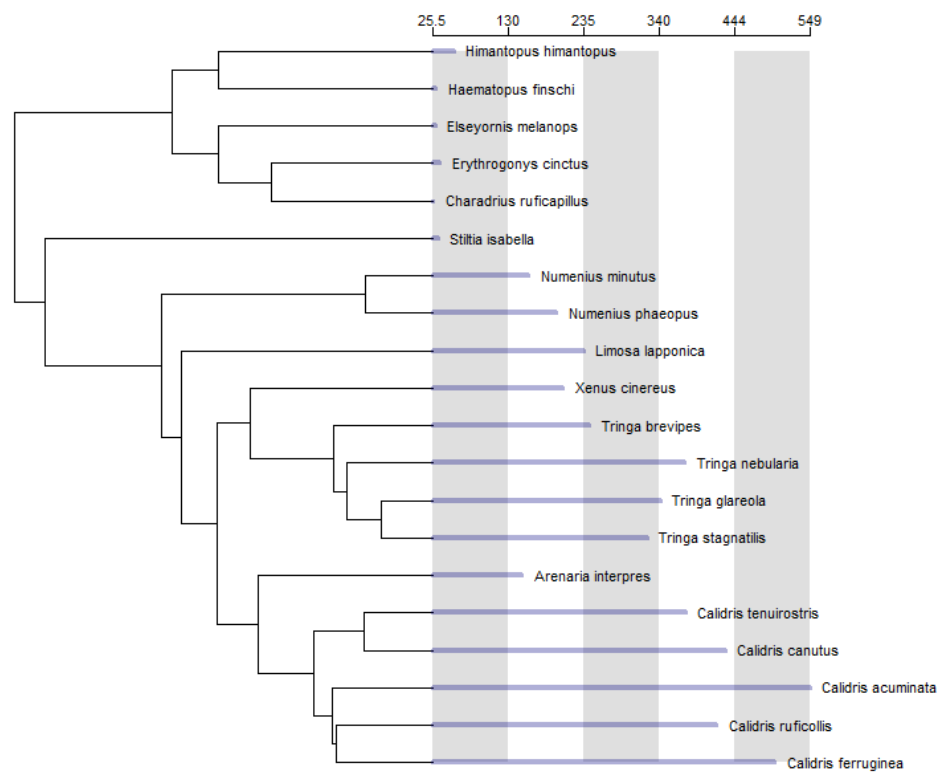 25.5 130 235 340 444 549
Himantopus himantopus
Haematopus finschi
Elseyornis melanops
Erythrogonys cinctus
Charadrius ruficapillus
Stiltia isabella
Numenius minutus
Numenius phaeopus
Limosa lapponica
Xenus cinereus
Tringa brevipes
Tringa nebularia
Tringa glareola
Tringa stagnatilis
Arenaria interpres
Calidris tenuirostris
Calidris canutus
Calidris acuminata
Calidris ruficollis
Calidris ferruginea